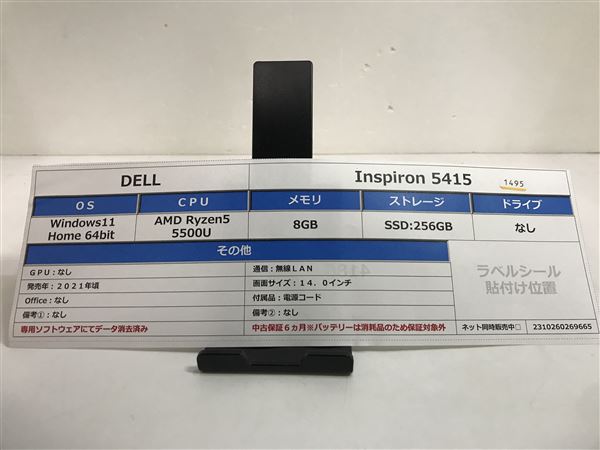 DELL Inspiron 5415 1495
OS CPU メモリ ストレージ ドライブ
Windows11 Home 64bit AMD Ryzen5 5500U 8GB SSD:256GB なし
その他
GPU:なし 通信:無線LAN
発売年:2021年頃 画面サイズ:14.0インチ
Office:なし 付属品:電源コード
備考①:なし 備考②:なし
ラベルシール
貼付け位置
専用ソフトウェアにてデータ消去済み 中古保証6ヵ月※バッテリーは消耗品のため保証対象外 ネット同時販売中□ 2310260269665